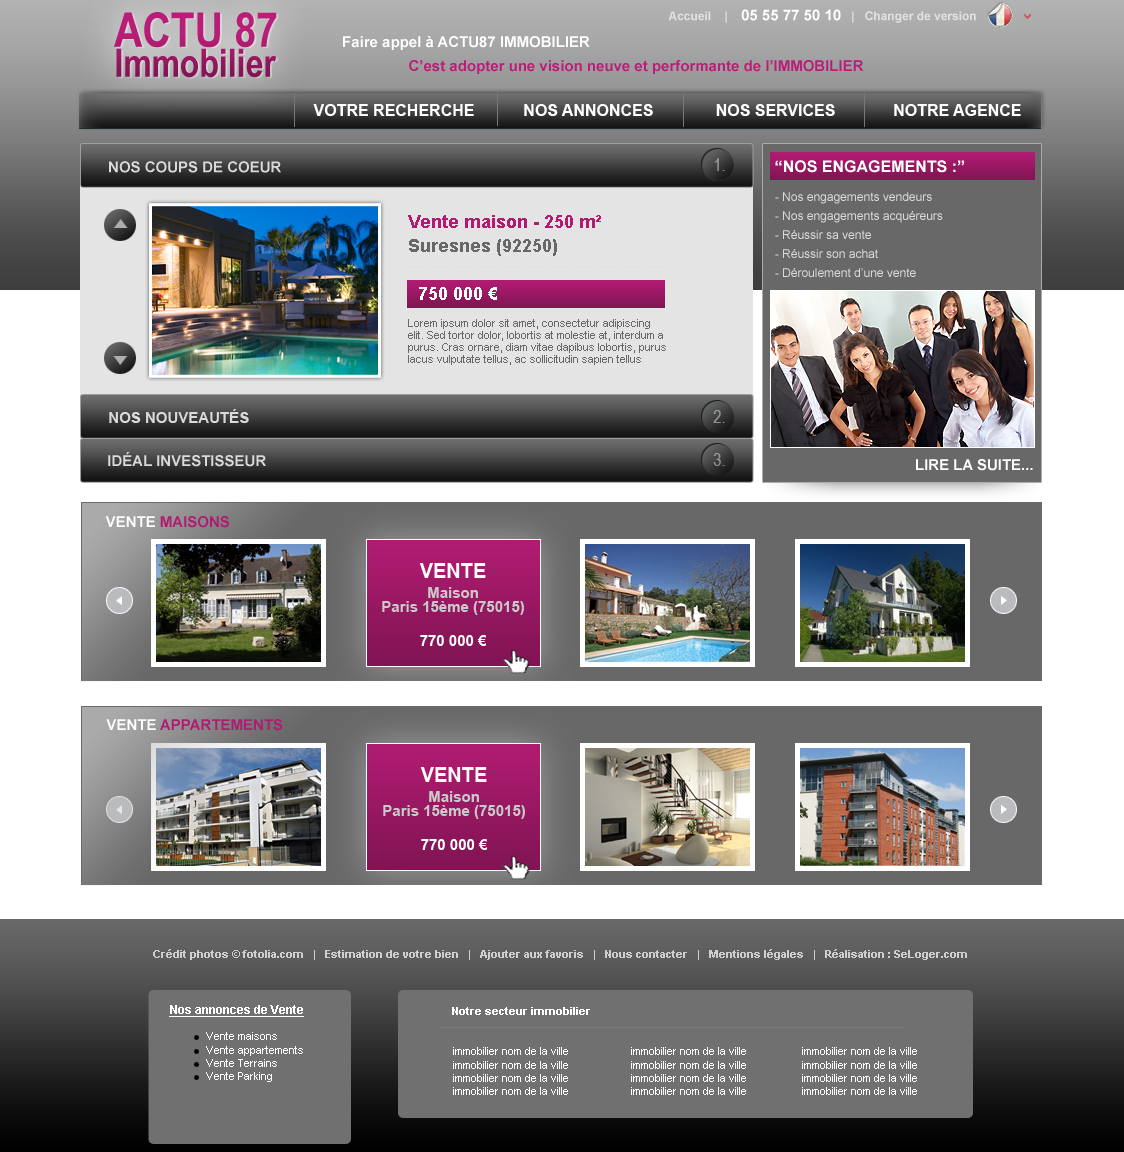 ACTU 87
Immobilier
Accueil | 05 55 77 50 10 | Changer de version
Faire appel à ACTU87 IMMOBILIER
C'est adopter une vision neuve et performante de l'IMMOBILIER
VOTRE RECHERCHE
NOS ANNONCES
NOS SERVICES
NOTRE AGENCE
NOS COUPS DE COEUR
1.
Vente maison - 250 m²
Suresnes (92250)
750 000 €
Lorem ipsum dolor sit amet, consectetur adipiscing
elit. Sed tortor dolor, lobortis at molestie at, interdum a
purus. Cras ornare, diam vitae dapibus lobortis, purus
lacus vulputate tellus, ac sollicitudin sapien tellus
NOS NOUVEAUTÉS
2.
IDÉAL INVESTISSEUR
3.
“NOS ENGAGEMENTS :”
- Nos engagements vendeurs
- Nos engagements acquéreurs
- Réussir sa vente
- Réussir son achat
- Déroulement d'une vente
LIRE LA SUITE...
VENTE MAISONS
VENTE
Maison
Paris 15ème (75015)
770 000 €
VENTE APPARTEMENTS
VENTE
Maison
Paris 15ème (75015)
770 000 €
Crédit photos © fotolia.com | Estimation de votre bien | Ajouter aux favoris | Nous contacter | Mentions légales | Réalisation : SeLoger.com
Nos annonces de Vente
Vente maisons
Vente appartements
Vente Terrains
Vente Parking
Notre secteur immobilier
immobilier nom de la ville
immobilier nom de la ville
immobilier nom de la ville
immobilier nom de la ville
immobilier nom de la ville
immobilier nom de la ville
immobilier nom de la ville
immobilier nom de la ville
immobilier nom de la ville
immobilier nom de la ville
immobilier nom de la ville
immobilier nom de la ville